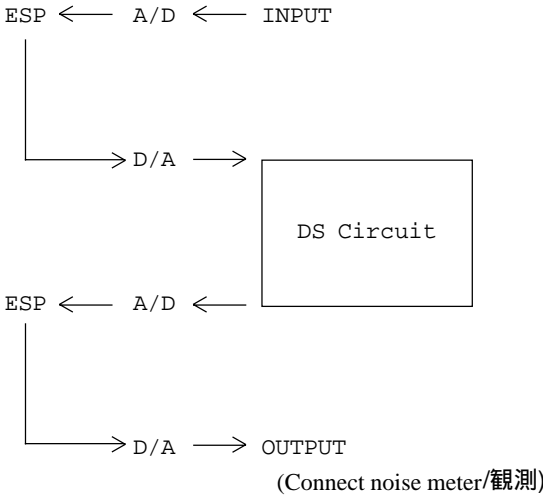 ESP A/D INPUT
D/A
DS Circuit
ESP A/D
D/A OUTPUT
(Connect noise meter/観測)